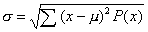 σ = √∑ (x − μ)² P(x)